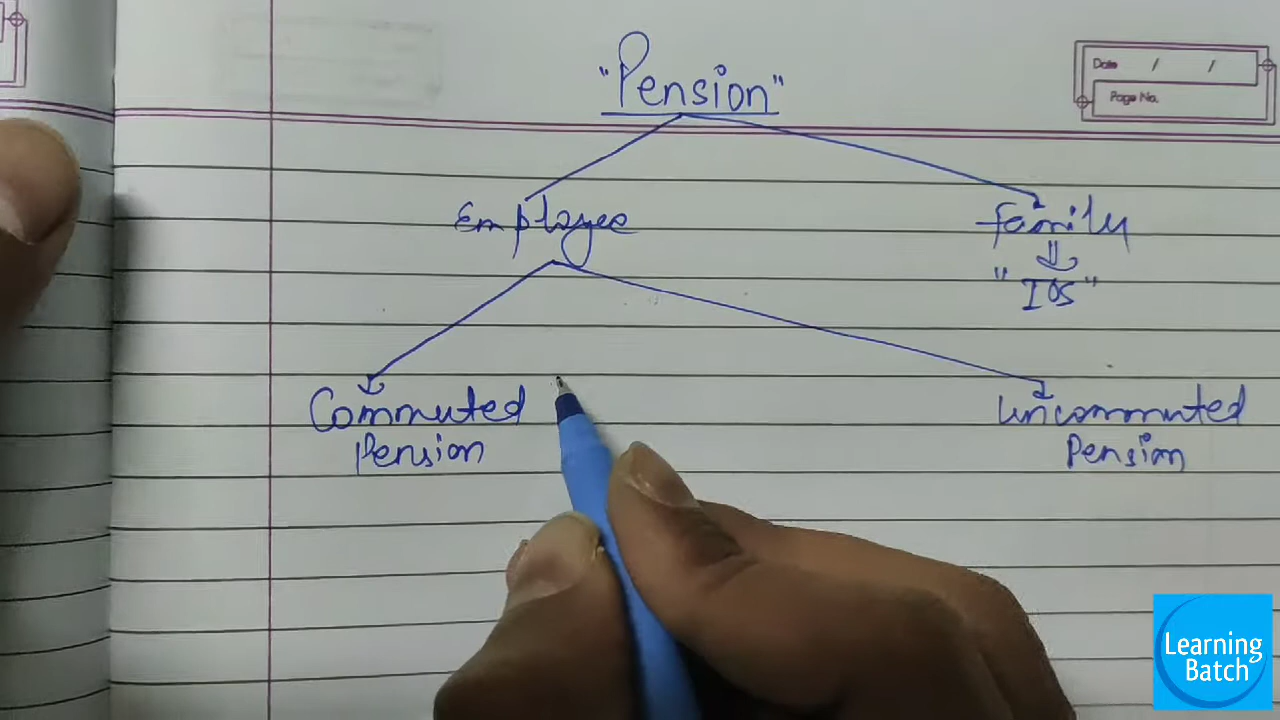 "Pension"
Date / /
Page No.
Employee
family
"IOS"
Commuted
Pension
Uncommuted
Pension
Learning
Batch